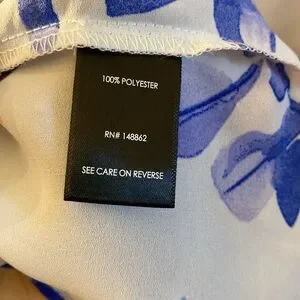 100% POLYESTER
RN# 148862
SEE CARE ON REVERSE